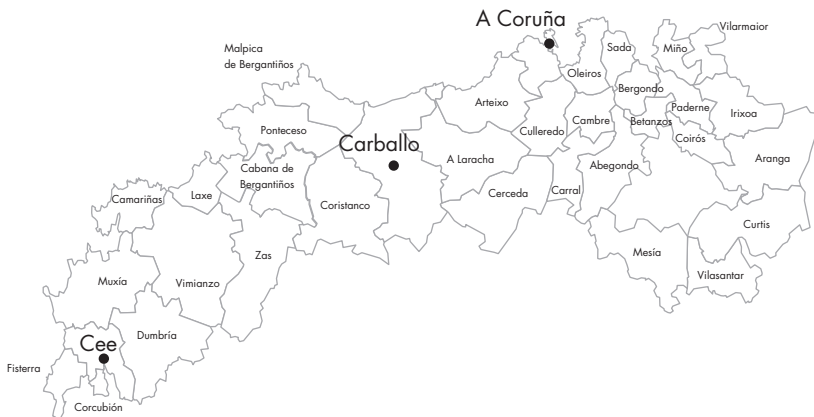 A Coruña
Vilarmaior
Malpica
de Bergantiños
Sada
Miño
Oleiros
Bergondo
Arteixo
Paderne
Irixoa
Ponteceso
Culleredo
Cambre
Betanzos
Carballo
Coirós
A Laracha
Aranga
Cabana de
Bergantiños
Abegondo
Laxe
Camariñas
Coristanco
Cerceda
Carral
Curtis
Zas
Mesía
Muxía
Vimianzo
Vilasantar
Dumbría
Cee
Fisterra
Corcubión